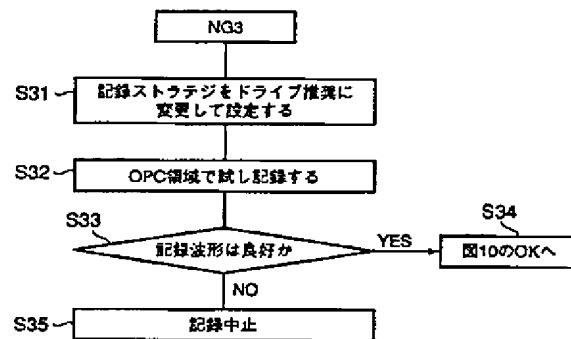 NG3
S31
記録ストラテジをドライブ推奨に
変更して設定する
S32
OPC領域で試し記録する
S33
記録波形は良好か
YES
S34
図10のOKへ
NO
S35
記録中止